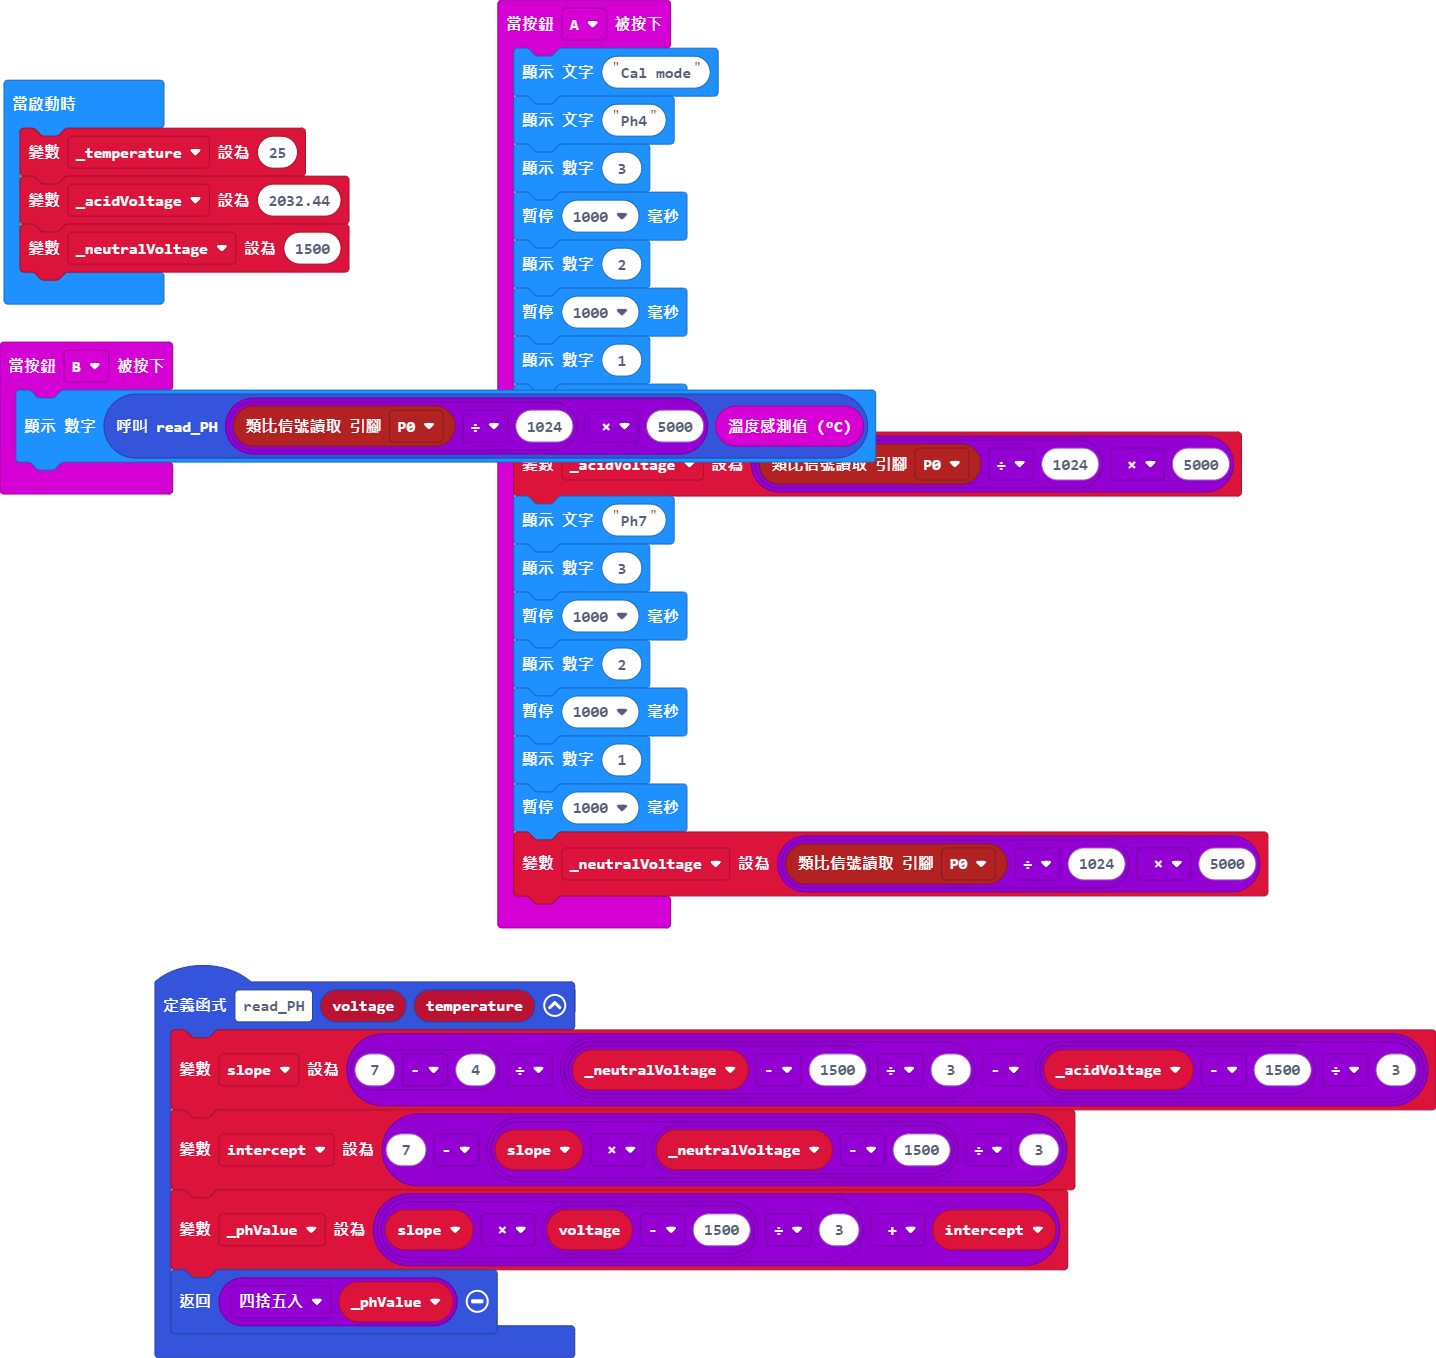 當啟動時
變數 _temperature 設為 25
變數 _acidVoltage 設為 2032.44
變數 _neutralVoltage 設為 1500
當按鈕 B 被按下
顯示 數字 呼叫 read_PH 類比信號讀取 引腳 P0 ÷ 1024 × 5000 溫度感測值 (ºC)
當按鈕 A 被按下
顯示 文字 "Cal mode"
顯示 文字 "Ph4"
顯示 數字 3
暫停 1000 毫秒
顯示 數字 2
暫停 1000 毫秒
顯示 數字 1
變數 _acidVoltage 設為 類比信號讀取 引腳 P0 ÷ 1024 × 5000
顯示 文字 "Ph7"
顯示 數字 3
暫停 1000 毫秒
顯示 數字 2
暫停 1000 毫秒
顯示 數字 1
暫停 1000 毫秒
變數 _neutralVoltage 設為 類比信號讀取 引腳 P0 ÷ 1024 × 5000
定義函式 read_PH voltage temperature
變數 slope 設為 7 - 4 ÷ _neutralVoltage - 1500 ÷ 3 - _acidVoltage - 1500 ÷ 3
變數 intercept 設為 7 - slope × _neutralVoltage - 1500 ÷ 3
變數 _phValue 設為 slope × voltage - 1500 ÷ 3 + intercept
返回 四捨五入 _phValue